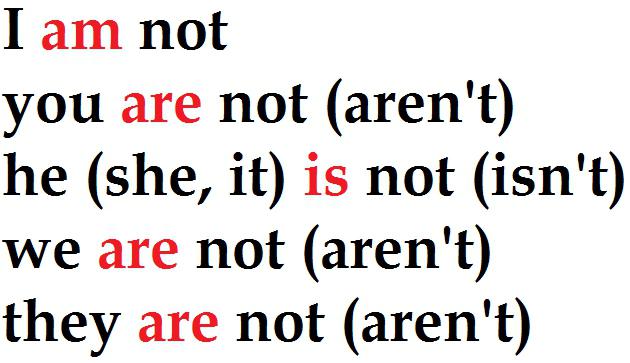 I am not
you are not (aren't)
he (she, it) is not (isn't)
we are not (aren't)
they are not (aren't)